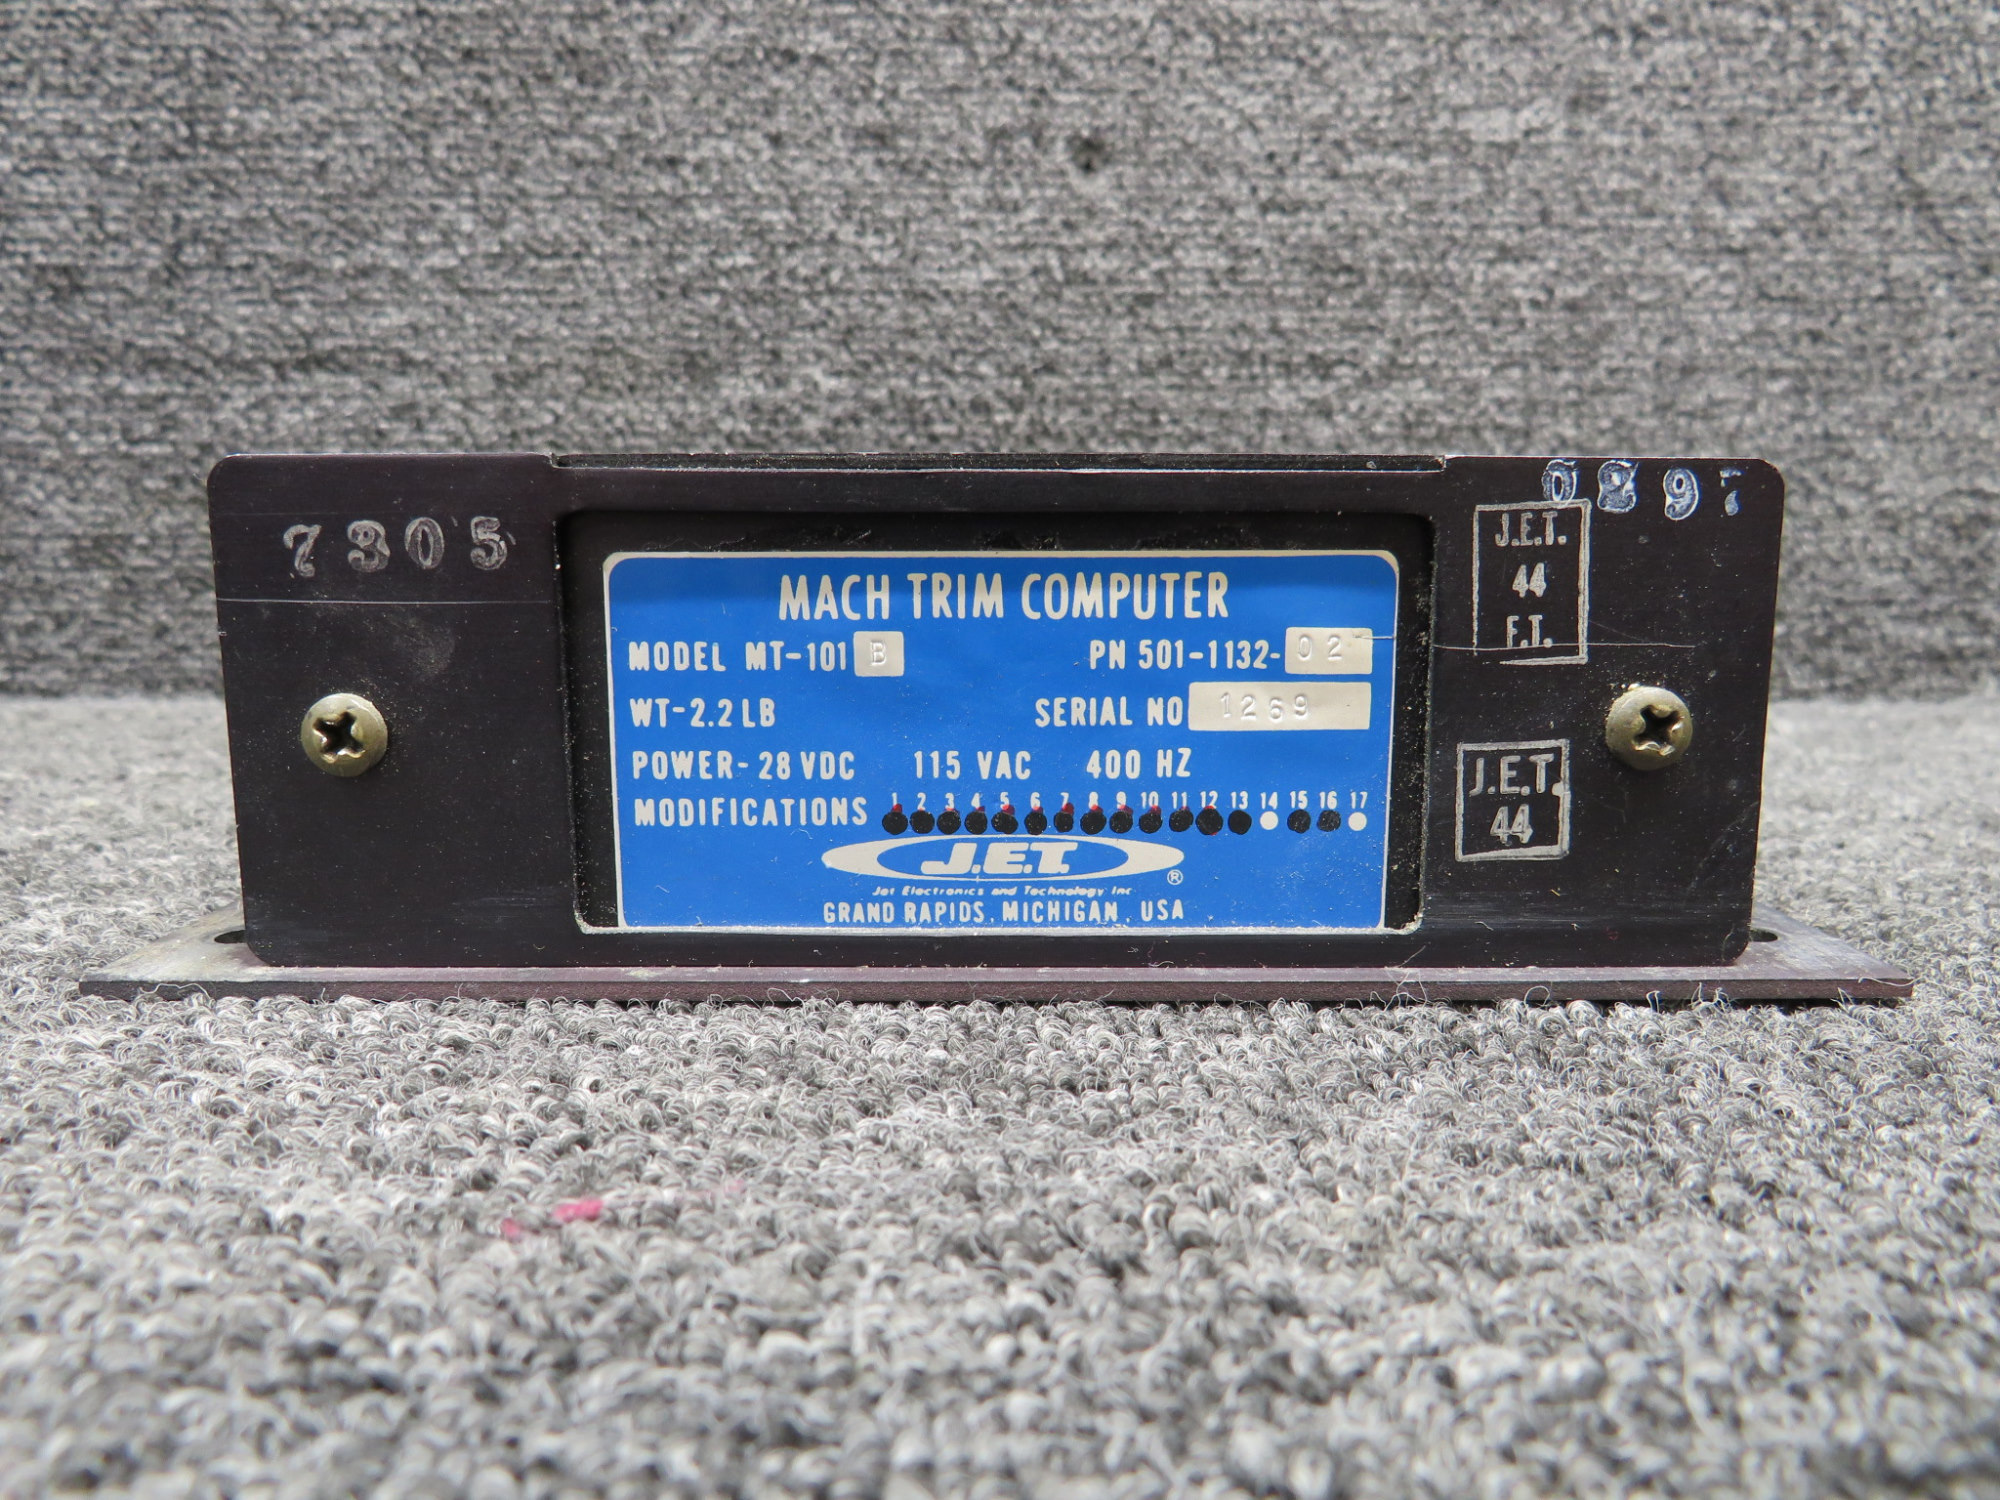 7305
J.E.T.
44
F.T.
J.E.T.
44
MACH TRIM COMPUTER
MODEL MT-101 B PN 501-1132-02
WT-2.2 LB SERIAL NO 1269
POWER- 28 VDC 115 VAC 400 HZ
1 2 3 4 5 6 7 8 9 10 11 12 13 14 15 16 17
MODIFICATIONS
J.E.T. ®
Jet Electronics and Technology Inc
GRAND RAPIDS, MICHIGAN, USA